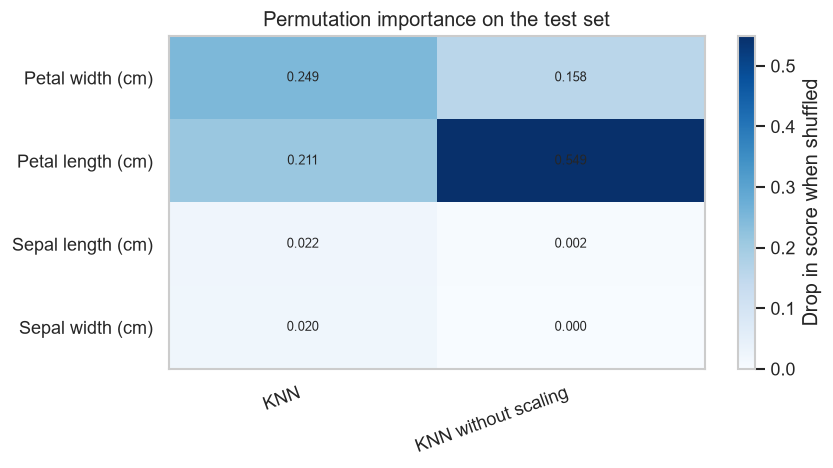 Permutation importance on the test set
Petal width (cm)
0.249
0.158
Petal length (cm)
0.211
0.549
Sepal length (cm)
0.022
0.002
Sepal width (cm)
0.020
0.000
KNN
KNN without scaling
0.5
0.4
0.3
0.2
0.1
0.0
Drop in score when shuffled